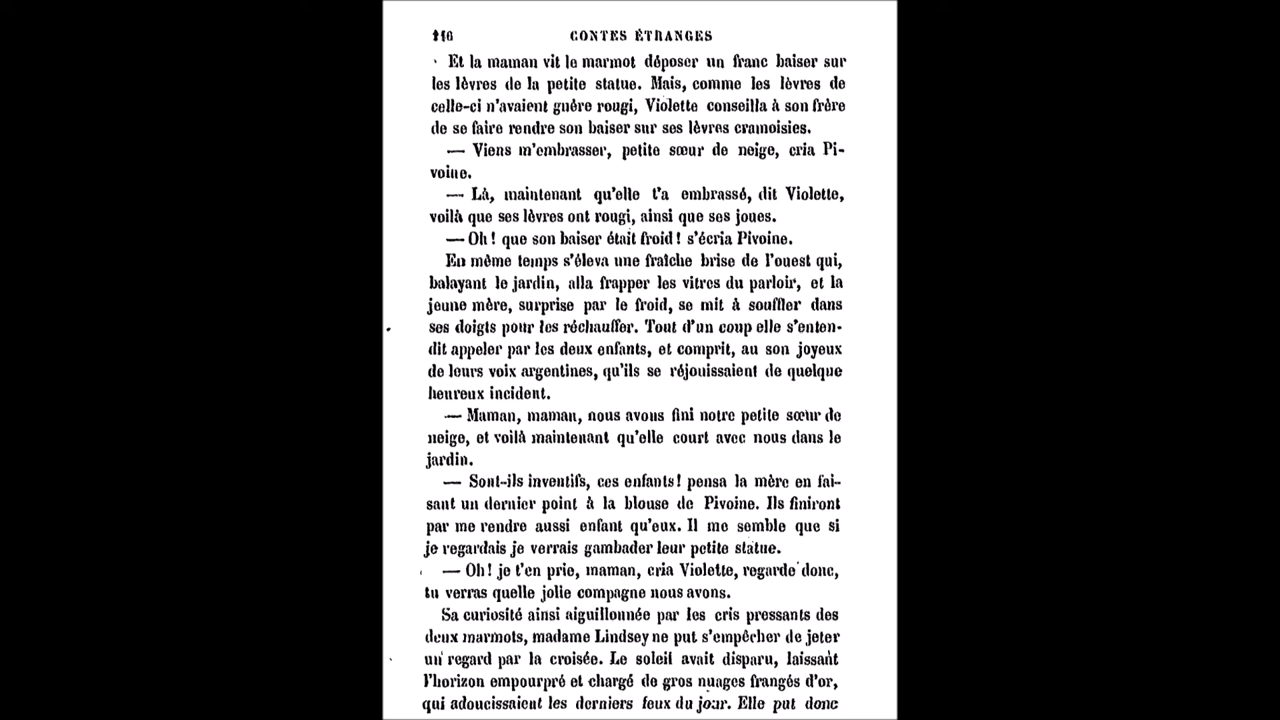 116 CONTES ÉTRANGES
Et la maman vit le marmot déposer un franc baiser sur
les lèvres de la petite statue. Mais, comme les lèvres de
celle-ci n'avaient guère rougi, Violette conseilla à son frère
de se faire rendre son baiser sur ses lèvres cramoisies.
— Viens m'embrasser, petite sœur de neige, cria Pi-
voine.
— Là, maintenant qu'elle t'a embrassé, dit Violette,
voilà que ses lèvres ont rougi, ainsi que ses joues.
— Oh! que son baiser était froid! s'écria Pivoine.
En même temps s'éleva une fraîche brise de l'ouest qui,
balayant le jardin, alla frapper les vitres du parloir, et la
jeune mère, surprise par le froid, se mit à souffler dans
ses doigts pour les réchauffer. Tout d'un coup elle s'enten-
dit appeler par les deux enfants, et comprit, au son joyeux
de leurs voix argentines, qu'ils se réjouissaient de quelque
heureux incident.
— Maman, maman, nous avons fini notre petite sœur de
neige, et voilà maintenant qu'elle court avec nous dans le
jardin.
— Sont-ils inventifs, ces enfants! pensa la mère en fai-
sant un dernier point à la blouse de Pivoine. Ils finiront
par me rendre aussi enfant qu'eux. Il me semble que si
je regardais je verrais gambader leur petite statue.
— Oh! je t'en prie, maman, cria Violette, regarde donc,
tu verras quelle jolie compagne nous avons.
Sa curiosité ainsi aiguillonnée par les cris pressants des
deux marmots, madame Lindsey ne put s'empêcher de jeter
un regard par la croisée. Le soleil avait disparu, laissant
l'horizon empourpré et chargé de gros nuages frangés d'or,
qui adoucissaient les derniers feux du jour. Elle put donc